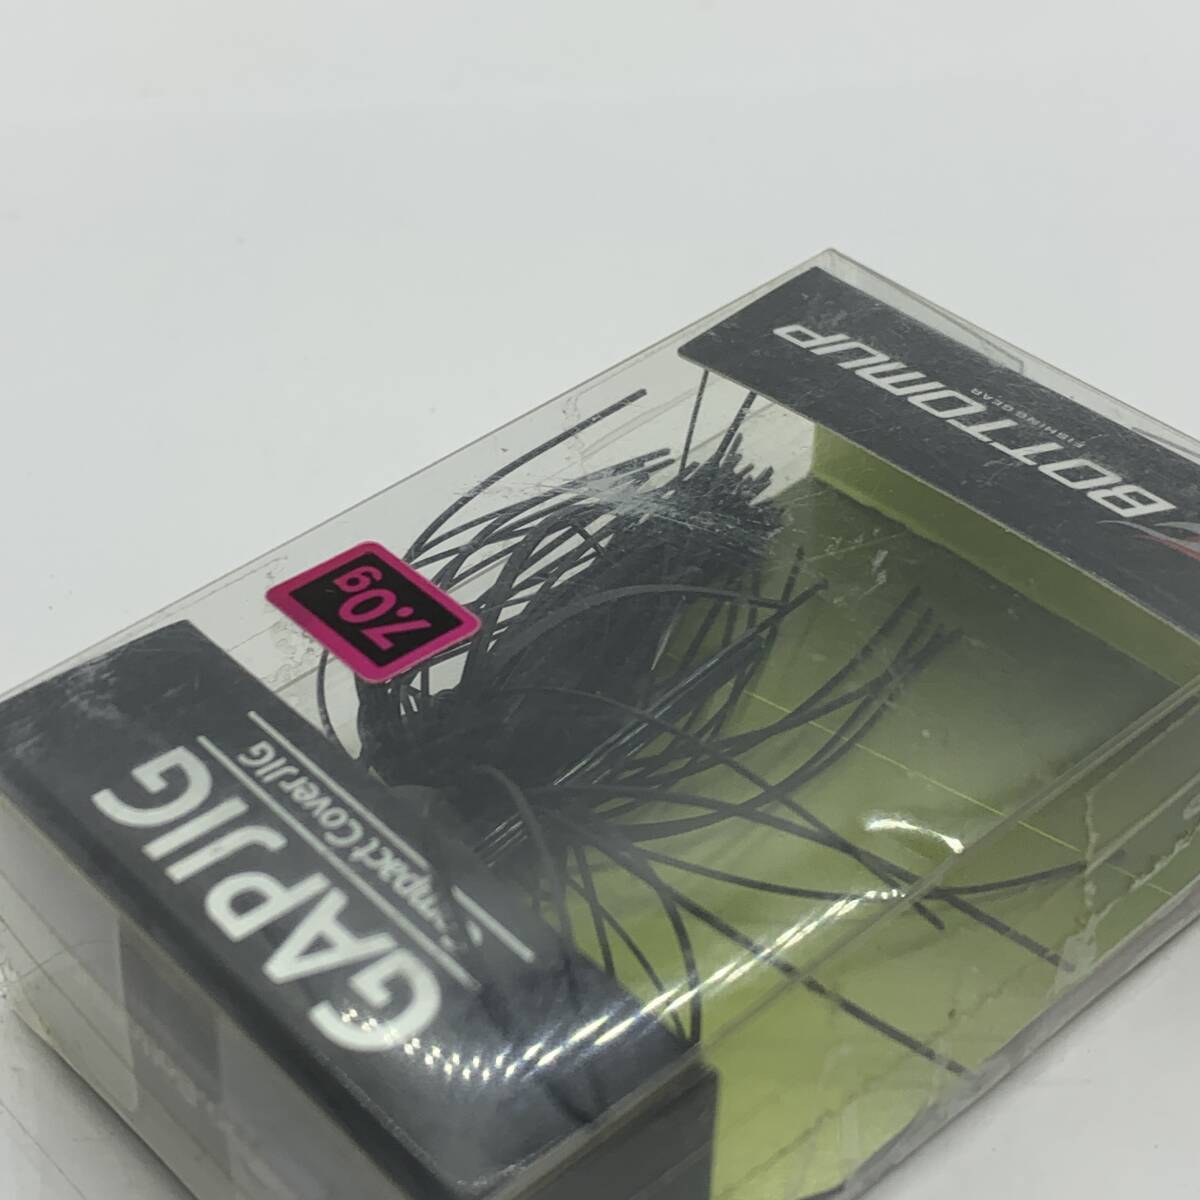 BOTTOMUP
FISHING GEAR
7.0g
GAPJIG
Compact Cover JIG